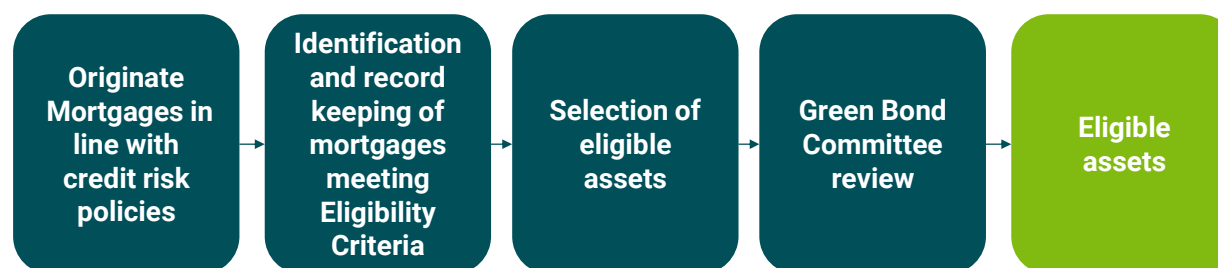 Originate
Mortgages in
line with
credit risk
policies
Identification
and record
keeping of
mortgages
meeting
Eligibility
Criteria
Selection of
eligible
assets
Green Bond
Committee
review
Eligible
assets